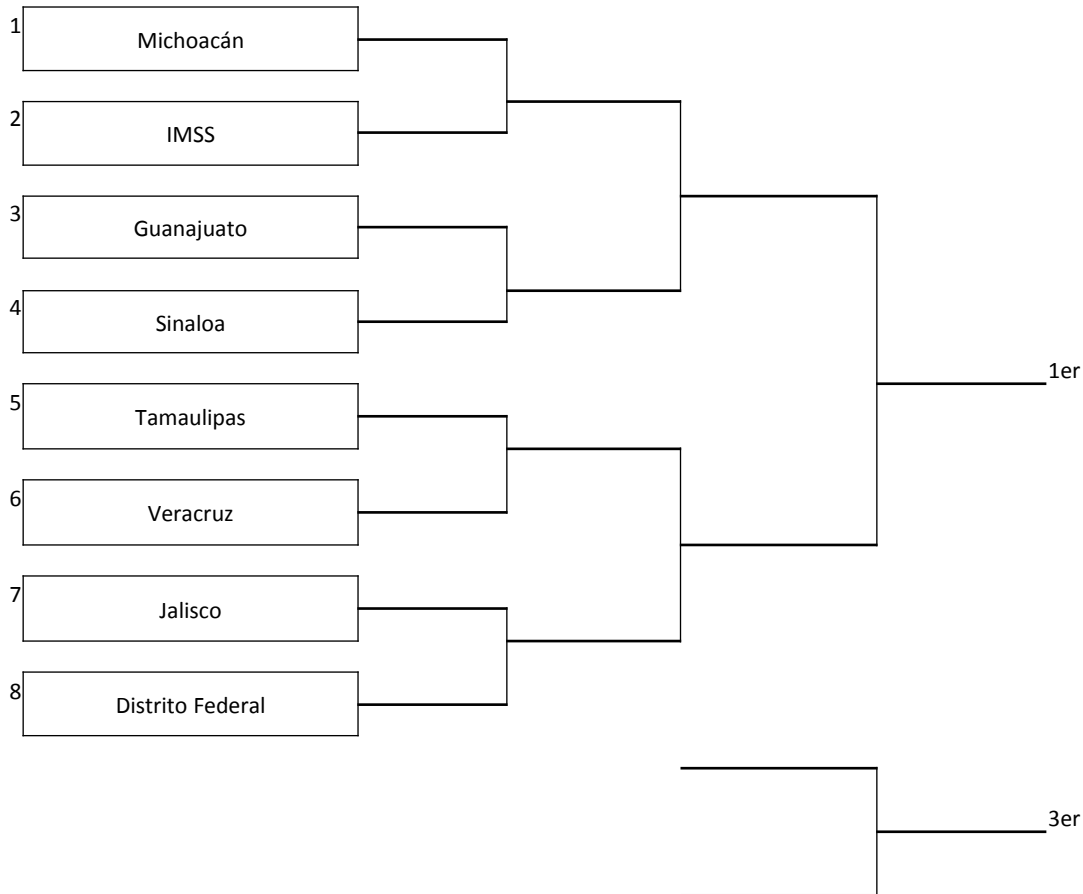 1
Michoacán
2
IMSS
3
Guanajuato
4
Sinaloa
1er
5
Tamaulipas
6
Veracruz
7
Jalisco
8
Distrito Federal
3er